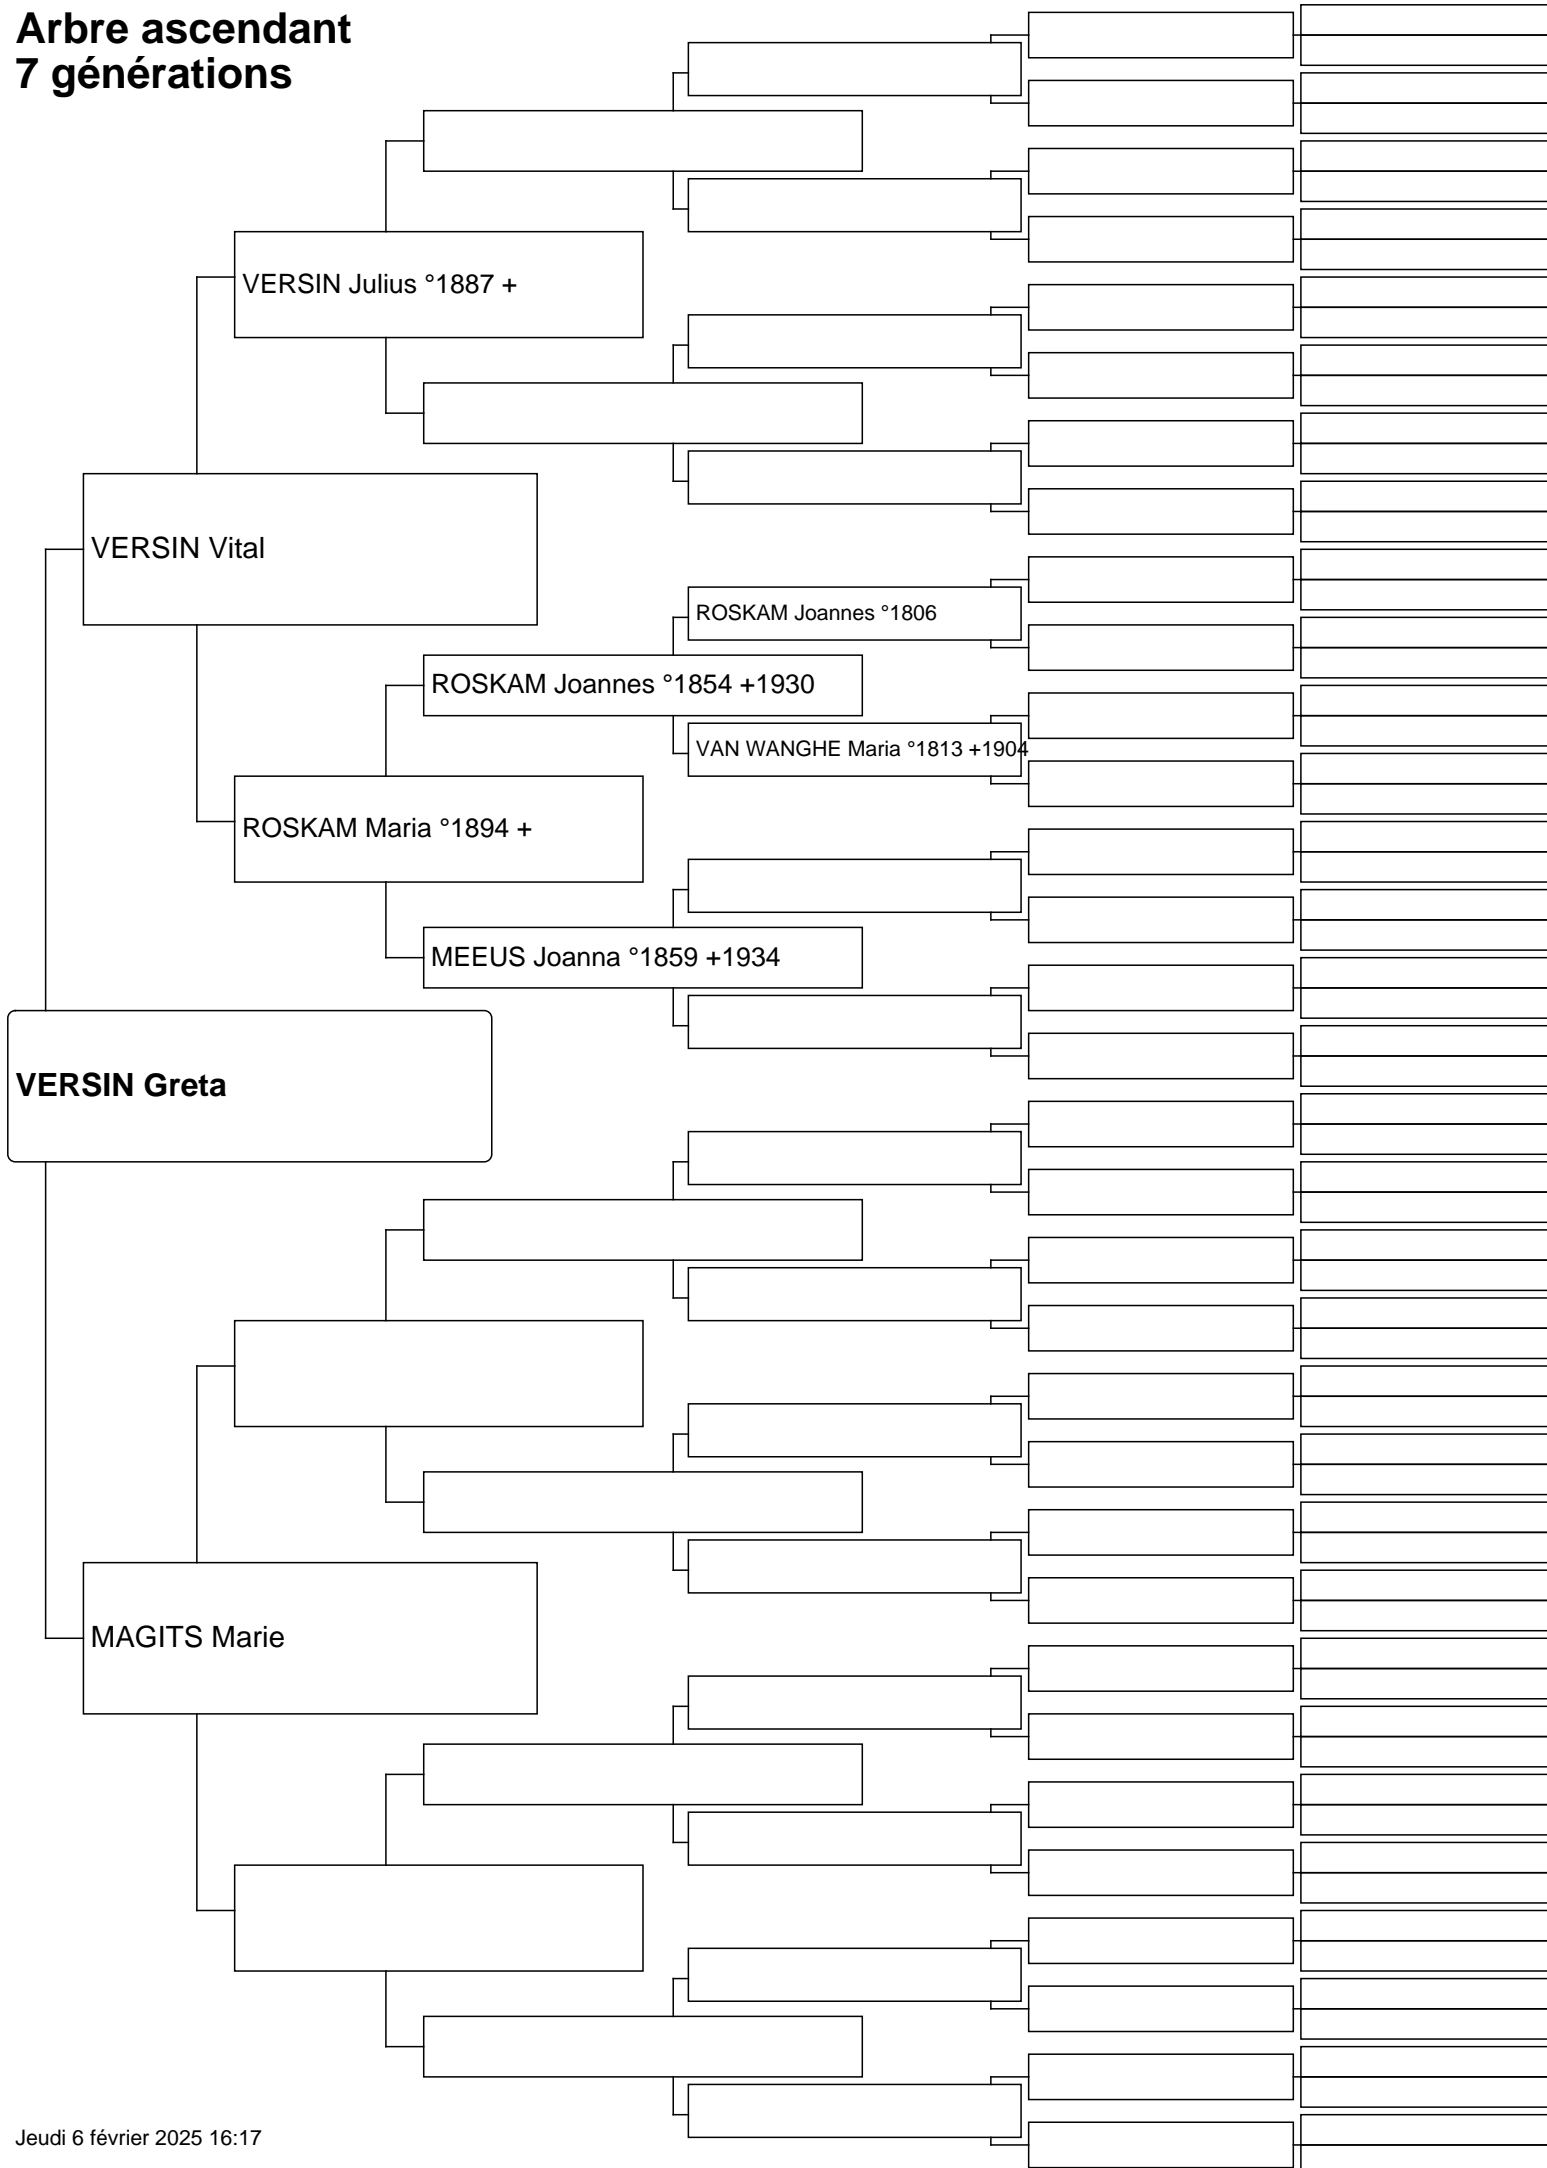 Arbre ascendant
7 générations
VERSIN Julius °1887 +
VERSIN Vital
ROSKAM Joannes °1806
ROSKAM Joannes °1854 +1930
VAN WANGHE Maria °1813 +1904
ROSKAM Maria °1894 +
MEEUS Joanna °1859 +1934
VERSIN Greta
MAGITS Marie
Jeudi 6 février 2025 16:17